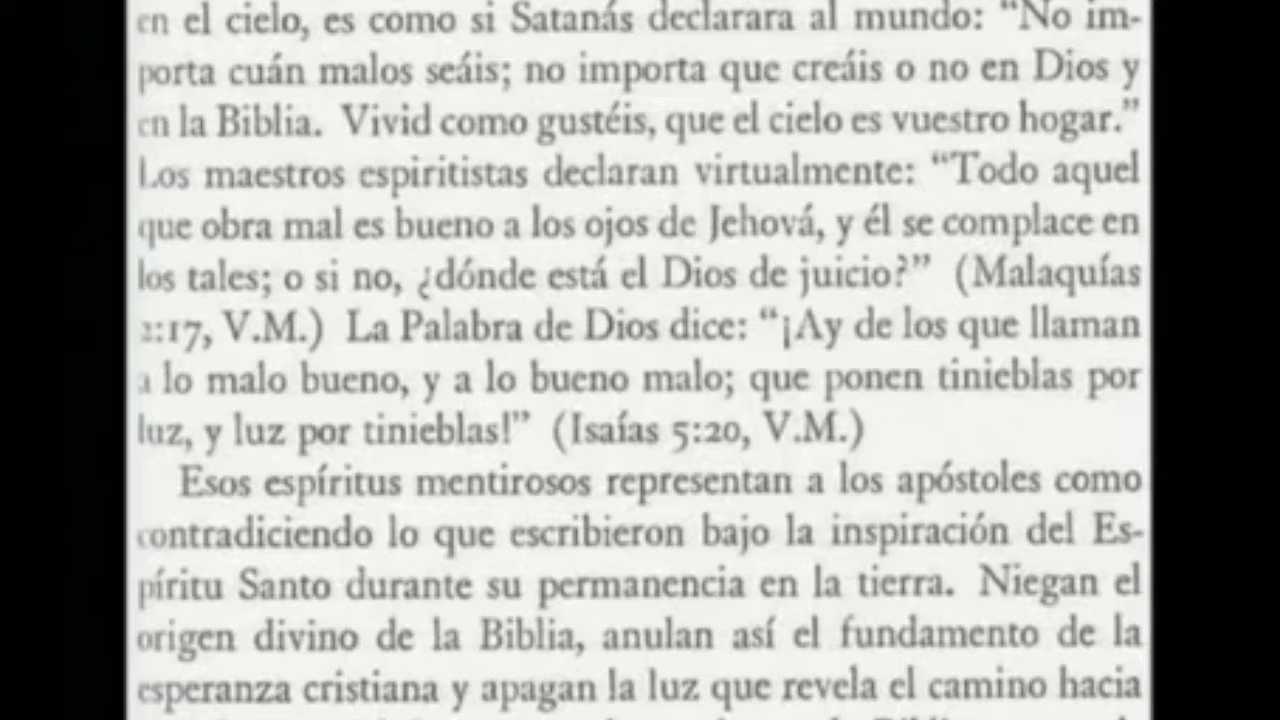 en el cielo, es como si Satanás declarara al mundo: “No im-
porta cuán malos seáis; no importa que creáis o no en Dios y
en la Biblia. Vivid como gustéis, que el cielo es vuestro hogar.”
Los maestros espiritistas declaran virtualmente: “Todo aquel
que obra mal es bueno a los ojos de Jehová, y él se complace en
los tales; o si no, ¿dónde está el Dios de juicio?” (Malaquías
2:17, V.M.) La Palabra de Dios dice: “¡Ay de los que llaman
a lo malo bueno, y a lo bueno malo; que ponen tinieblas por
luz, y luz por tinieblas!” (Isaías 5:20, V.M.)
Esos espíritus mentirosos representan a los apóstoles como
contradiciendo lo que escribieron bajo la inspiración del Es-
píritu Santo durante su permanencia en la tierra. Niegan el
origen divino de la Biblia, anulan así el fundamento de la
esperanza cristiana y apagan la luz que revela el camino hacia